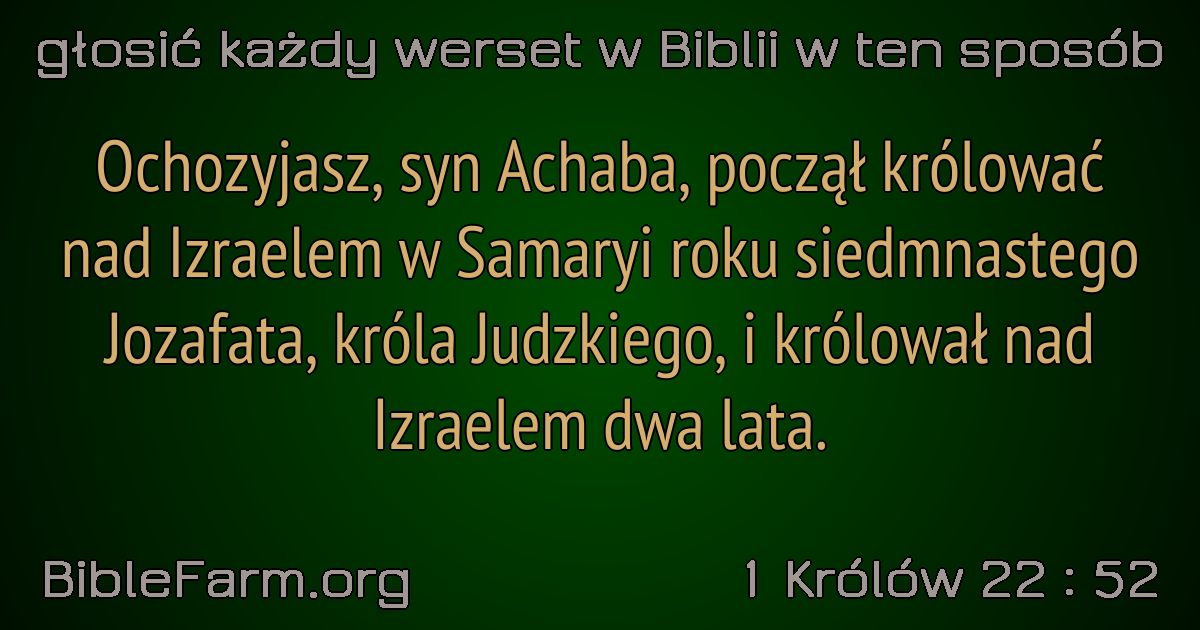 głosić każdy werset w Biblii w ten sposób
Ochozyjasz, syn Achaba, począł królować
nad Izraelem w Samaryi roku siedmnastego
Jozafata, króla Judzkiego, i królował nad
Izraelem dwa lata.
BibleFarm.org
1 Królów 22 : 52